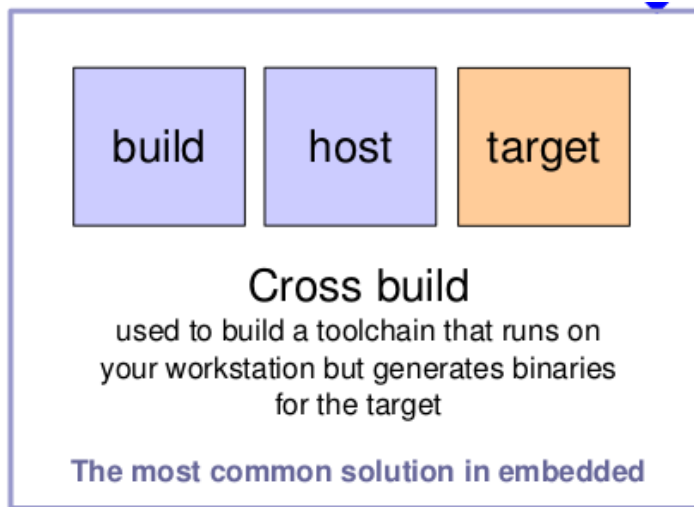 build host target
Cross build
used to build a toolchain that runs on
your workstation but generates binaries
for the target
The most common solution in embedded